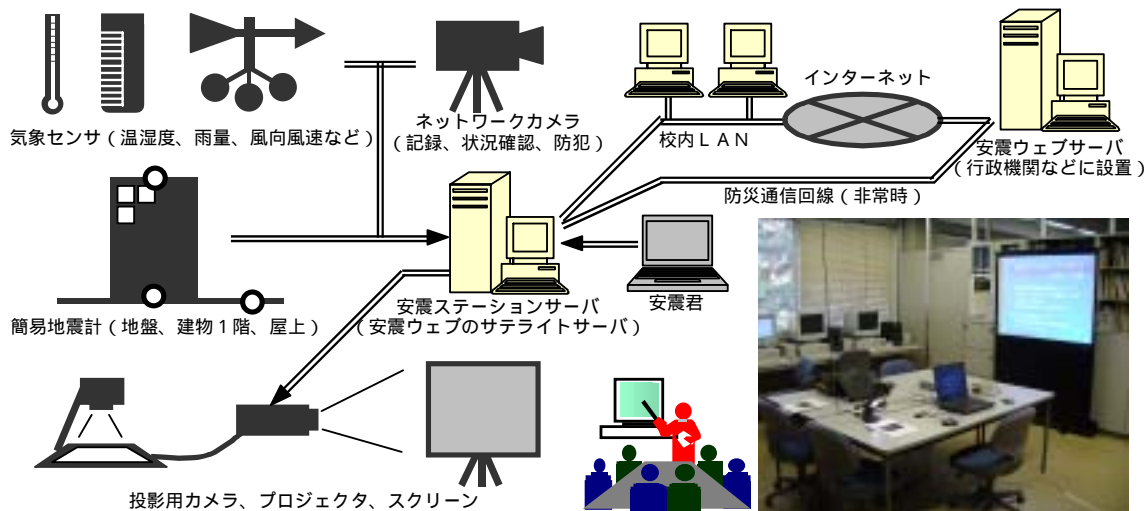 気象センサ（温湿度、雨量、風向風速など）
ネットワークカメラ
（記録、状況確認、防犯）
インターネット
校内ＬＡＮ
安震ウェブサーバ
（行政機関などに設置）
防災通信回線（非常時）
簡易地震計（地盤、建物１階、屋上）
安震ステーションサーバ
（安震ウェブのサテライトサーバ）
安震君
投影用カメラ、プロジェクタ、スクリーン